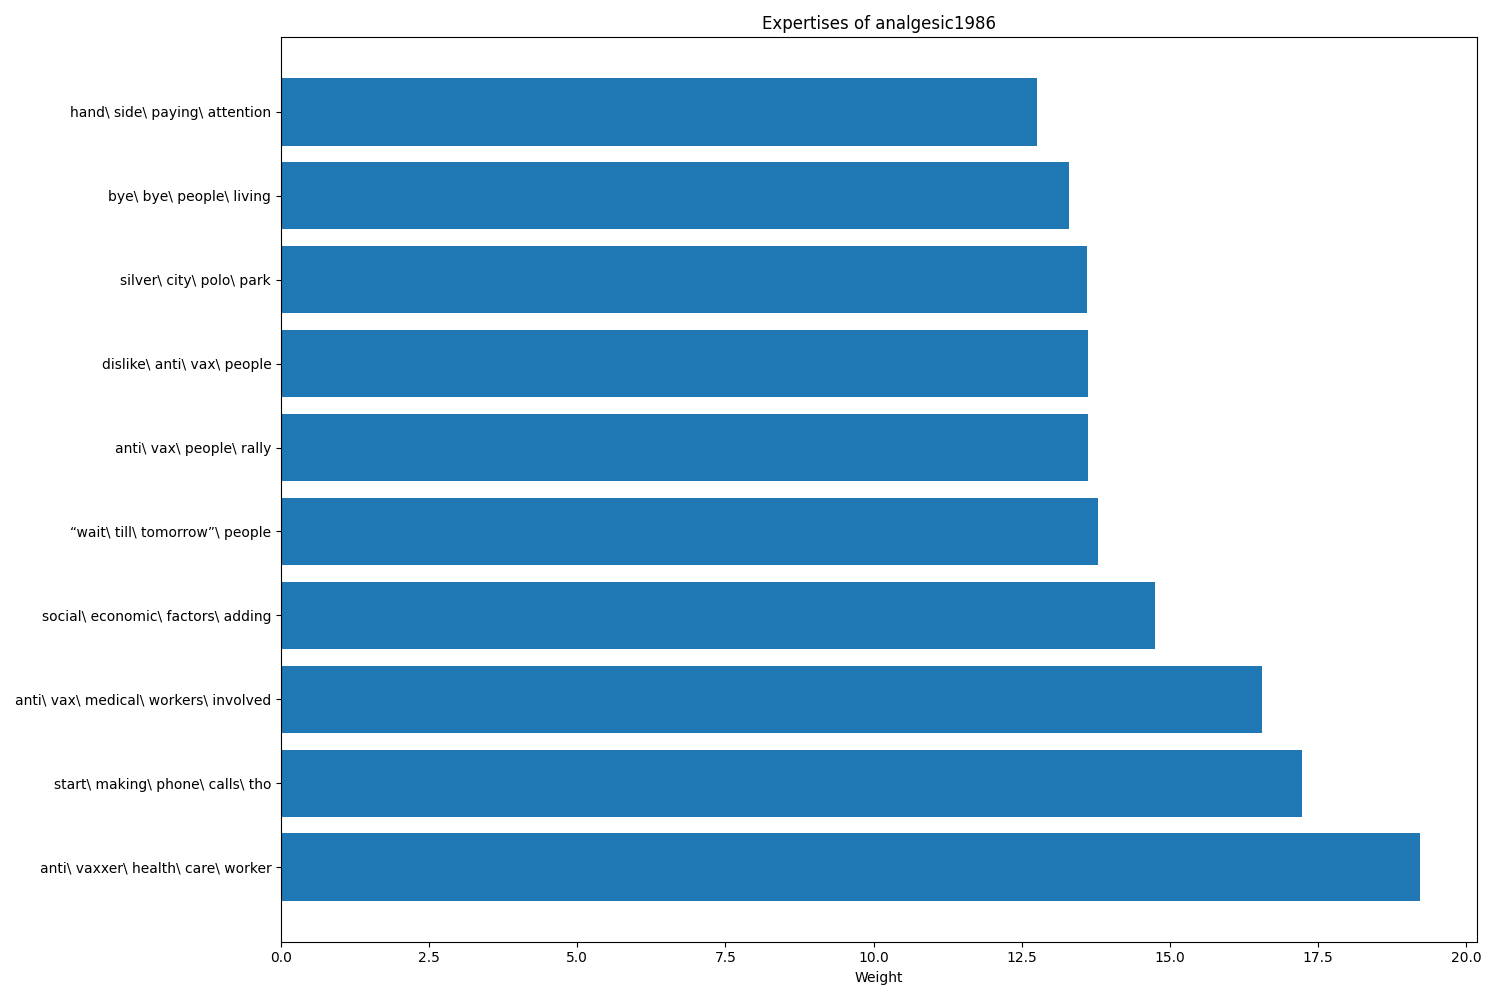 Expertises of analgesic1986
hand\ side\ paying\ attention
bye\ bye\ people\ living
silver\ city\ polo\ park
dislike\ anti\ vax\ people
anti\ vax\ people\ rally
“wait\ till\ tomorrow”\ people
social\ economic\ factors\ adding
anti\ vax\ medical\ workers\ involved
start\ making\ phone\ calls\ tho
anti\ vaxxer\ health\ care\ worker
0.0 2.5 5.0 7.5 10.0 12.5 15.0 17.5 20.0
Weight